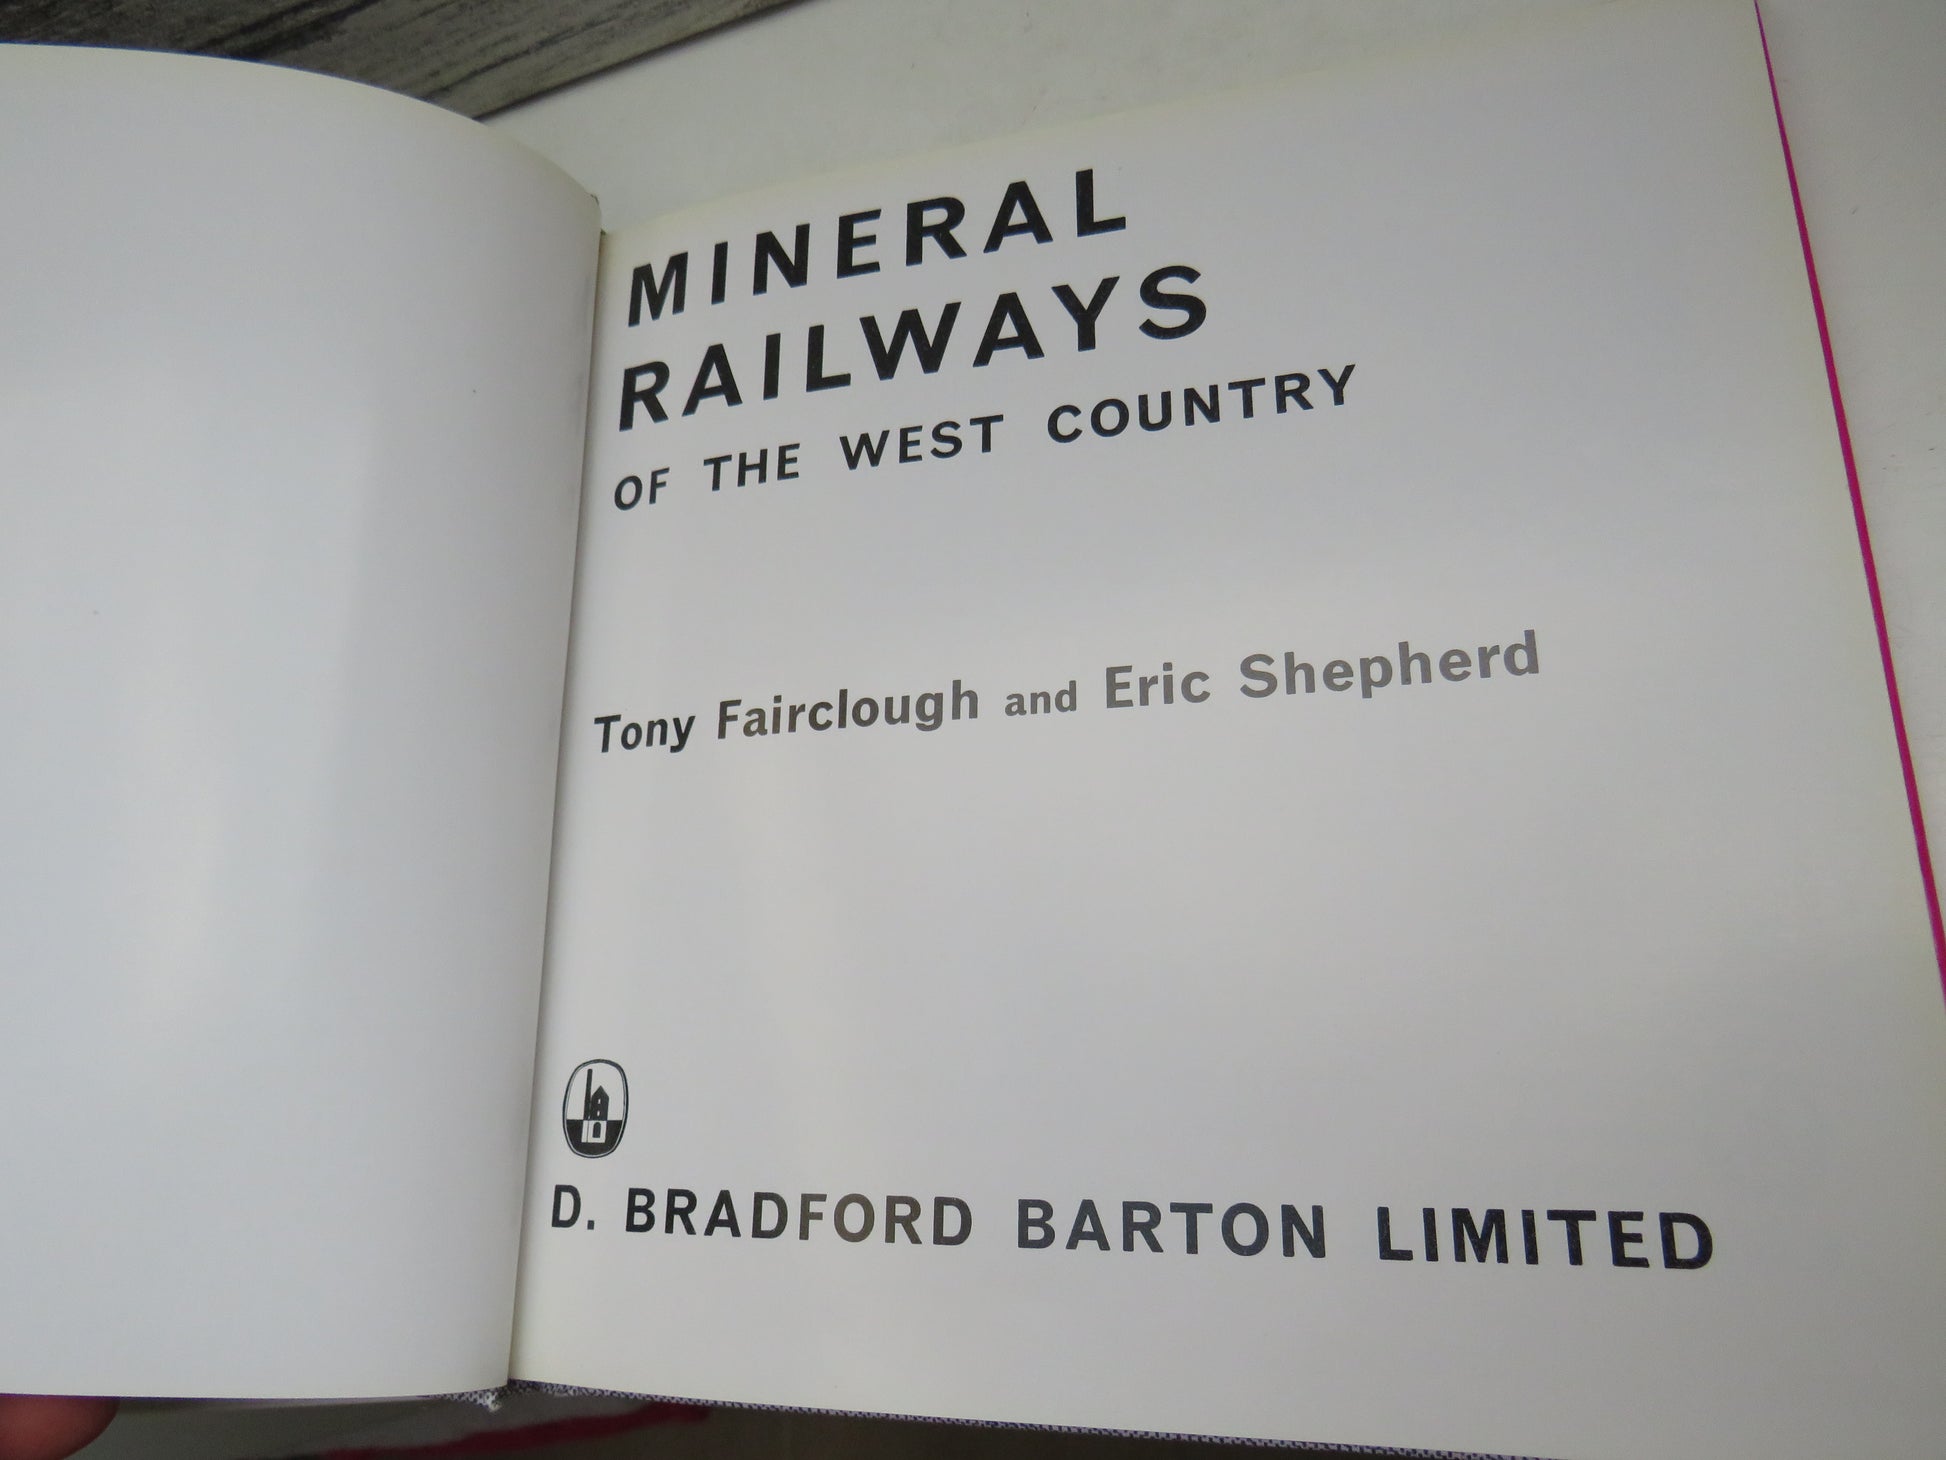 MINERAL
RAILWAYS
OF THE WEST COUNTRY
Tony Fairclough and Eric Shepherd
D. BRADFORD BARTON LIMITED